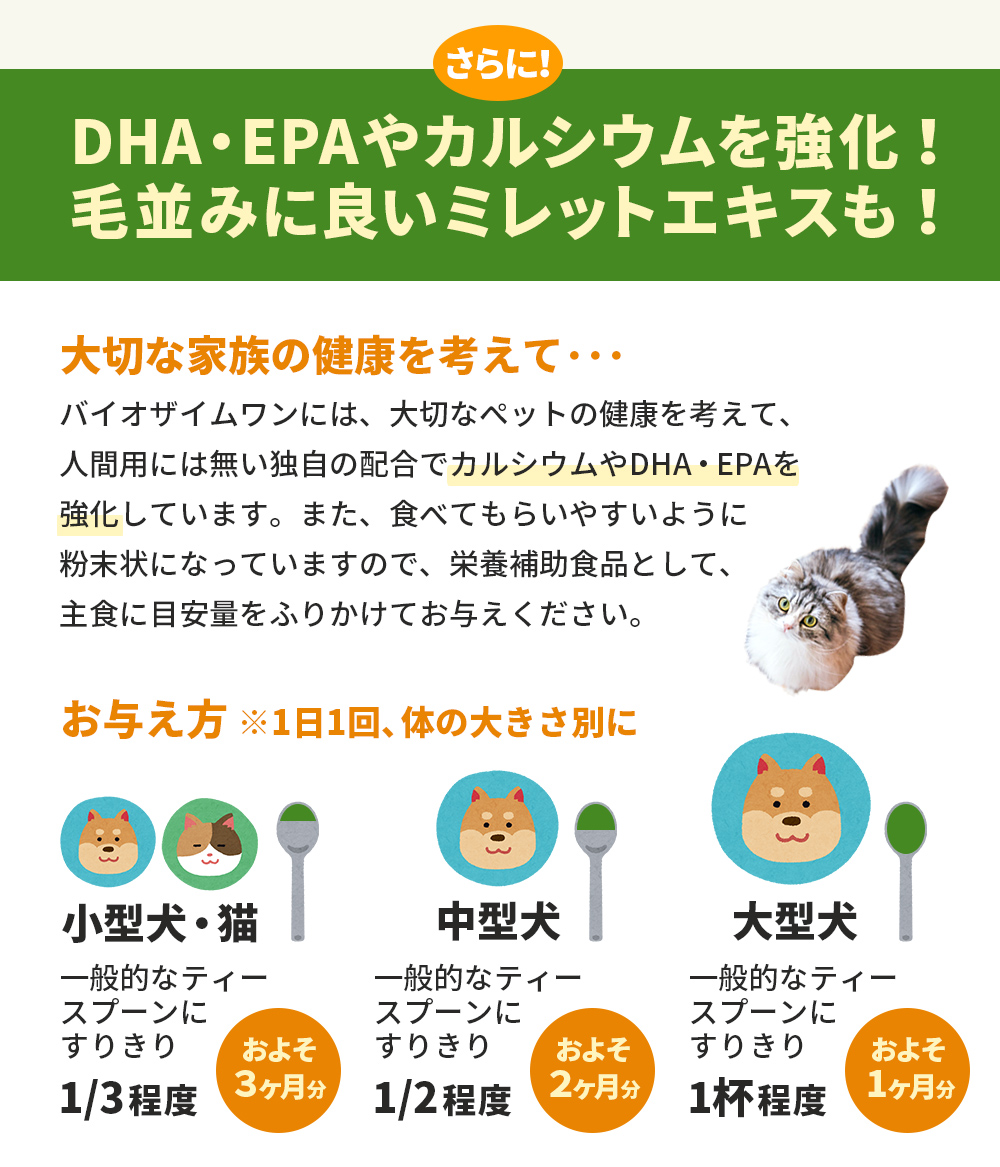 さらに!
DHA・EPAやカルシウムを強化！
毛並みに良いミレットエキスも！
大切な家族の健康を考えて･･･
バイオザイムワンには、大切なペットの健康を考えて、
人間用には無い独自の配合でカルシウムやDHA・EPAを
強化しています。また、食べてもらいやすいように
粉末状になっていますので、栄養補助食品として、
主食に目安量をふりかけてお与えください。
お与え方 ※1日1回、体の大きさ別に
小型犬・猫
一般的なティー
スプーンに
すりきり
1/3程度
およそ
3ヶ月分
中型犬
一般的なティー
スプーンに
すりきり
1/2程度
およそ
2ヶ月分
大型犬
一般的なティー
スプーンに
すりきり
1杯程度
およそ
1ヶ月分